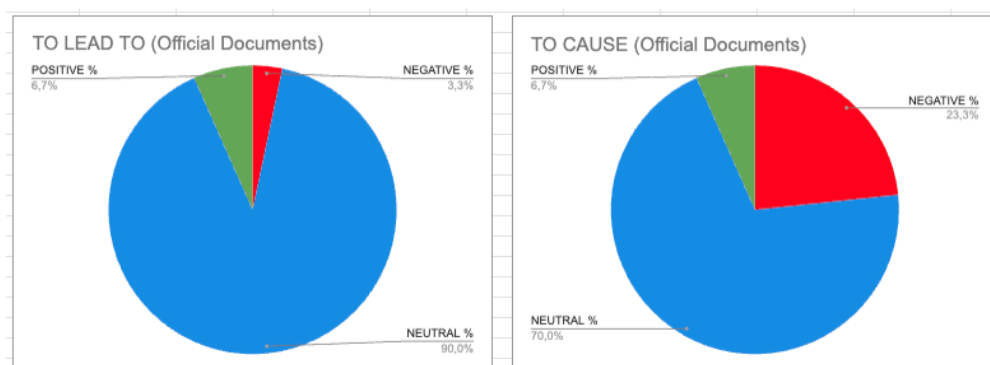 TO LEAD TO (Official Documents)
POSITIVE %
6,7%
NEGATIVE %
3,3%
NEUTRAL %
90,0%
TO CAUSE (Official Documents)
POSITIVE %
6,7%
NEGATIVE %
23,3%
NEUTRAL %
70,0%